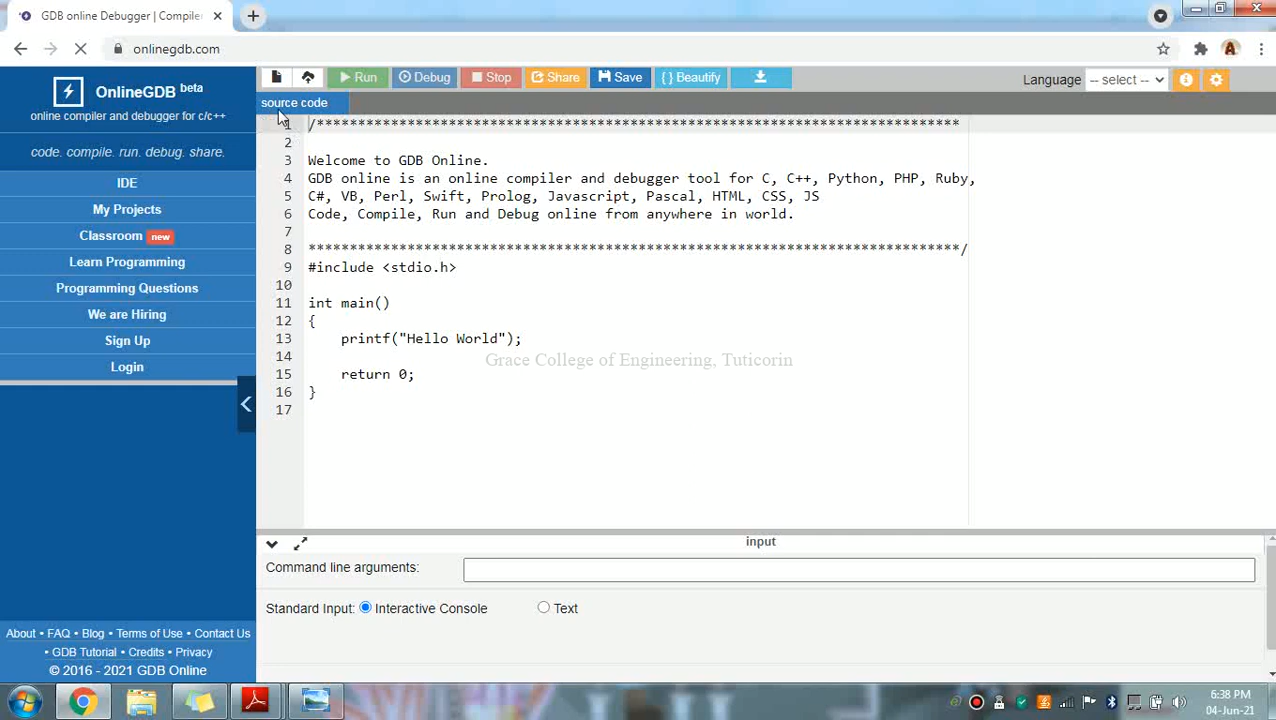 GDB online Debugger | Compiler
onlinegdb.com
OnlineGDB beta
online compiler and debugger for c/c++
code. compile. run. debug. share.
IDE
My Projects
Classroom new
Learn Programming
Programming Questions
We are Hiring
Sign Up
Login
About • FAQ • Blog • Terms of Use • Contact Us
• GDB Tutorial • Credits • Privacy
© 2016 - 2021 GDB Online
Run Debug Stop Share Save { } Beautify
Language -- select --
source code
1 /******************************************************************************
2
3 Welcome to GDB Online.
4 GDB online is an online compiler and debugger tool for C, C++, Python, PHP, Ruby,
5 C#, VB, Perl, Swift, Prolog, Javascript, Pascal, HTML, CSS, JS
6 Code, Compile, Run and Debug online from anywhere in world.
7
8 *******************************************************************************/
9 #include <stdio.h>
10
11 int main()
12 {
13 printf("Hello World");
14
Grace College of Engineering, Tuticorin
15 return 0;
16 }
17
input
Command line arguments:
Standard Input: Interactive Console Text
6:38 PM
04-Jun-21